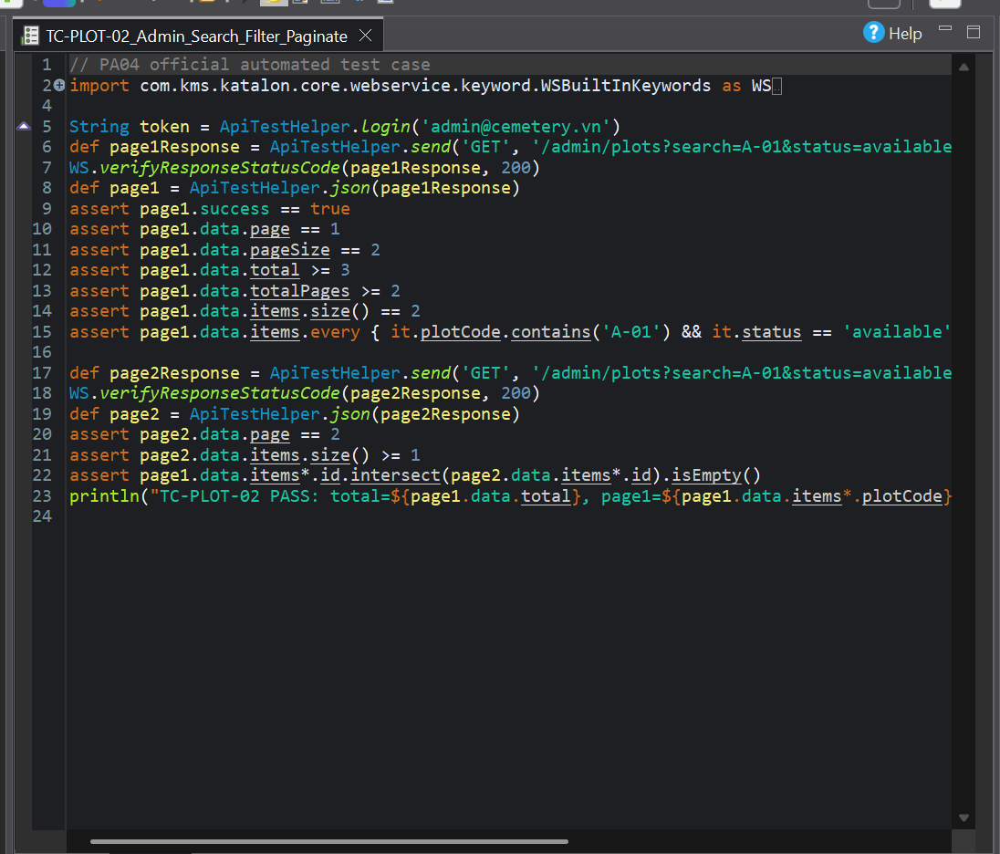 TC-PLOT-02_Admin_Search_Filter_Paginate
Help
1 // PA04 official automated test case
2 import com.kms.katalon.core.webservice.keyword.WSBuiltInKeywords as WS
4
5 String token = ApiTestHelper.login('admin@cemetery.vn')
6 def page1Response = ApiTestHelper.send('GET', '/admin/plots?search=A-01&status=available
7 WS.verifyResponseStatusCode(page1Response, 200)
8 def page1 = ApiTestHelper.json(page1Response)
9 assert page1.success == true
10 assert page1.data.page == 1
11 assert page1.data.pageSize == 2
12 assert page1.data.total >= 3
13 assert page1.data.totalPages >= 2
14 assert page1.data.items.size() == 2
15 assert page1.data.items.every { it.plotCode.contains('A-01') && it.status == 'available'
16
17 def page2Response = ApiTestHelper.send('GET', '/admin/plots?search=A-01&status=available
18 WS.verifyResponseStatusCode(page2Response, 200)
19 def page2 = ApiTestHelper.json(page2Response)
20 assert page2.data.page == 2
21 assert page2.data.items.size() >= 1
22 assert page1.data.items*.id.intersect(page2.data.items*.id).isEmpty()
23 println("TC-PLOT-02 PASS: total=${page1.data.total}, page1=${page1.data.items*.plotCode}
24